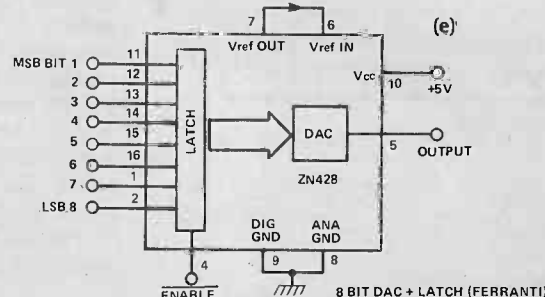 7 6 (e)
Vref OUT Vref IN
MSB BIT 1 11
2 12
3 13
4 14
5 15
6 16
7 1
LSB 8 2
LATCH
DAC
ZN428
Vcc
10 +5V
5 OUTPUT
DIG GND
ANA GND
9 8
4
ENABLE
8 BIT DAC + LATCH (FERRANTI)